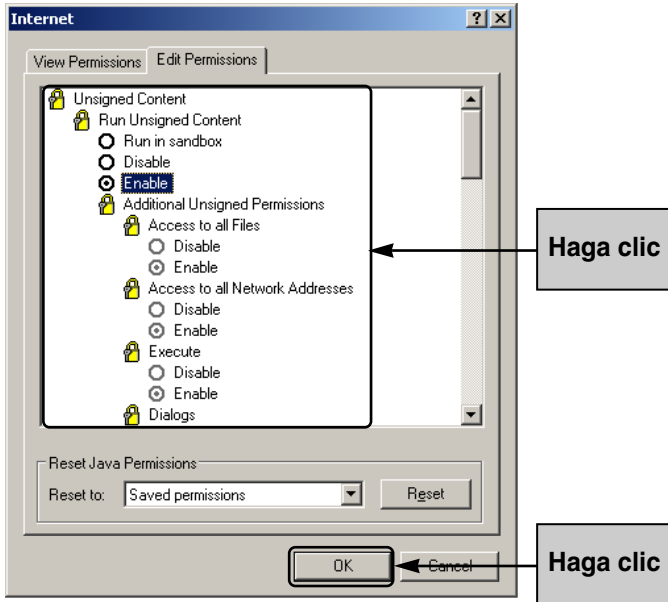 Internet
View Permissions Edit Permissions
Unsigned Content
Run Unsigned Content
Run in sandbox
Disable
Enable
Additional Unsigned Permissions
Access to all Files
Disable
Enable
Haga clic
Access to all Network Addresses
Disable
Enable
Execute
Disable
Enable
Dialogs
Reset Java Permissions
Reset to: Saved permissions Reset
OK Cancel
Haga clic